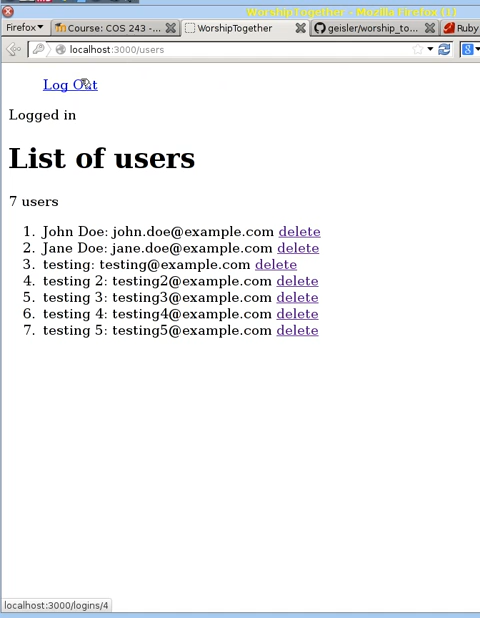 WorshipTogether - Mozilla Firefox (1)
Firefox Course: COS 243 -... WorshipTogether geisler/worship_to... Ruby
localhost:3000/users
Log Out
Logged in
List of users
7 users
1. John Doe: john.doe@example.com delete
2. Jane Doe: jane.doe@example.com delete
3. testing: testing@example.com delete
4. testing 2: testing2@example.com delete
5. testing 3: testing3@example.com delete
6. testing 4: testing4@example.com delete
7. testing 5: testing5@example.com delete
localhost:3000/logins/4